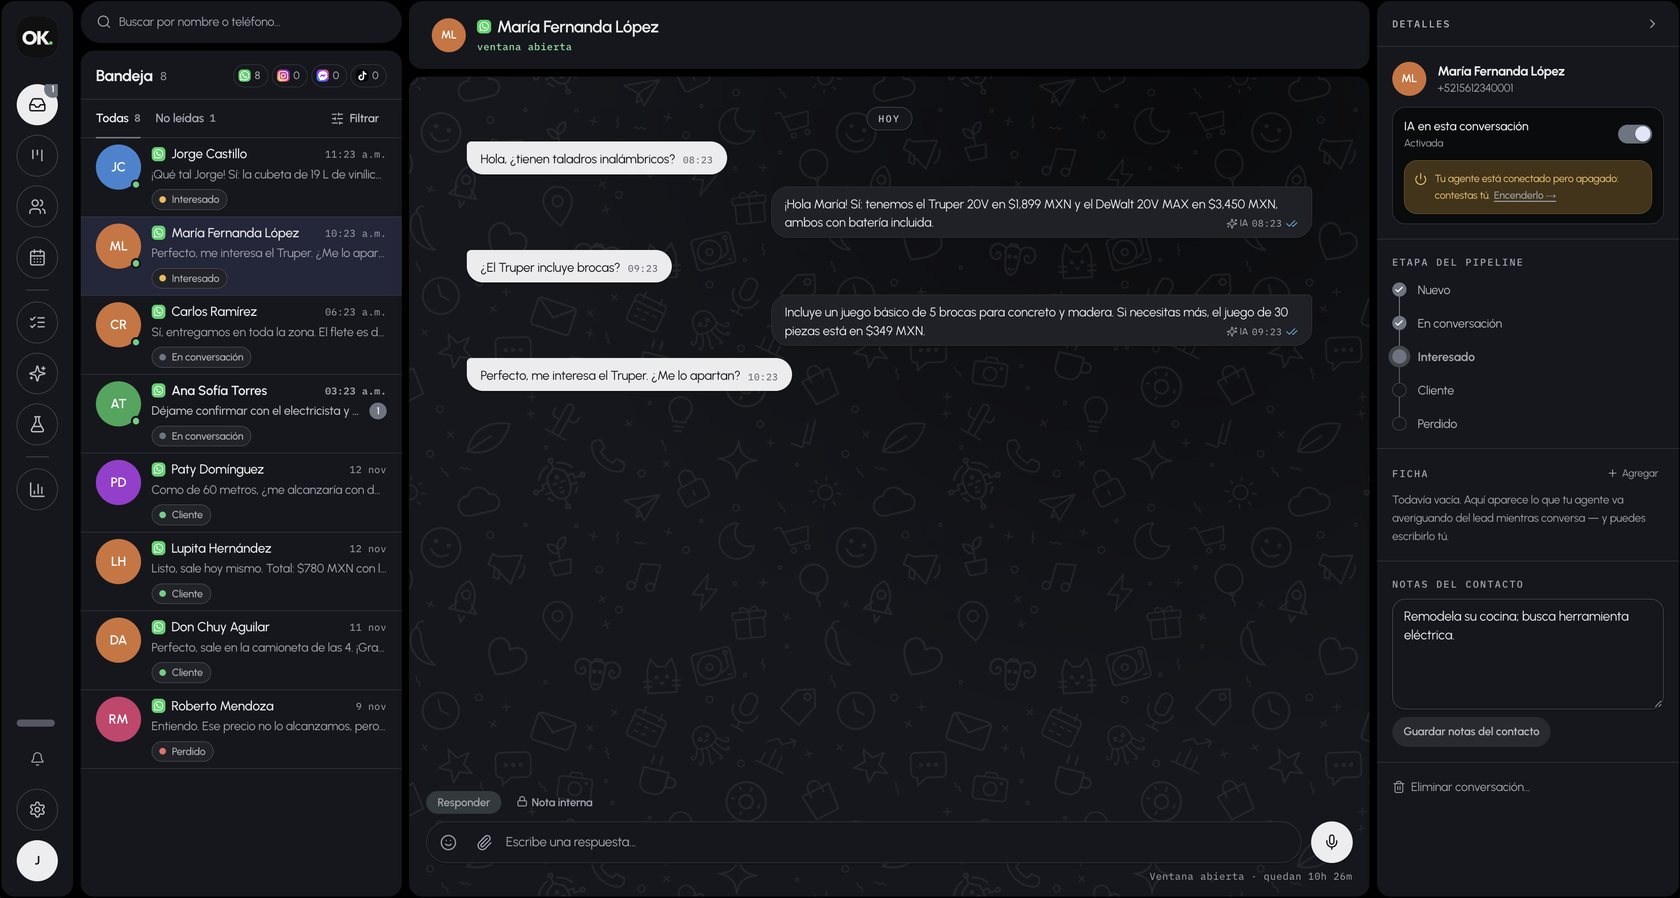 OK.
1
J
Buscar por nombre o teléfono...
Bandeja 8
8 0 0 0
Todas 8 No leídas 1 Filtrar
JC
Jorge Castillo 11:23 a.m.
¡Qué tal Jorge! Sí: la cubeta de 19 L de vinílic...
Interesado
ML
María Fernanda López 10:23 a.m.
Perfecto, me interesa el Truper. ¿Me lo apar...
Interesado
CR
Carlos Ramírez 06:23 a.m.
Sí, entregamos en toda la zona. El flete es d...
En conversación
AT
Ana Sofía Torres 03:23 a.m.
Déjame confirmar con el electricista y ... 1
En conversación
PD
Paty Domínguez 12 nov
Como de 60 metros, ¿me alcanzaría con d...
Cliente
LH
Lupita Hernández 12 nov
Listo, sale hoy mismo. Total: $780 MXN con l...
Cliente
DA
Don Chuy Aguilar 11 nov
Perfecto, sale en la camioneta de las 4. ¡Gra...
Cliente
RM
Roberto Mendoza 9 nov
Entiendo. Ese precio no lo alcanzamos, pero...
Perdido
ML
María Fernanda López
ventana abierta
HOY
Hola, ¿tienen taladros inalámbricos? 08:23
¡Hola María! Sí: tenemos el Truper 20V en $1,899 MXN y el DeWalt 20V MAX en $3,450 MXN,
ambos con batería incluida. IA 08:23
¿El Truper incluye brocas? 09:23
Incluye un juego básico de 5 brocas para concreto y madera. Si necesitas más, el juego de 30
piezas está en $349 MXN. IA 09:23
Perfecto, me interesa el Truper. ¿Me lo apartan? 10:23
Responder Nota interna
Escribe una respuesta...
Ventana abierta · quedan 10h 26m
DETALLES
ML
María Fernanda López
+5215612340001
IA en esta conversación
Activada
Tu agente está conectado pero apagado:
contestas tú. Encenderlo →
ETAPA DEL PIPELINE
Nuevo
En conversación
Interesado
Cliente
Perdido
FICHA + Agregar
Todavía vacía. Aquí aparece lo que tu agente va
averiguando del lead mientras conversa — y puedes
escribirlo tú.
NOTAS DEL CONTACTO
Remodela su cocina; busca herramienta
eléctrica.
Guardar notas del contacto
Eliminar conversación...